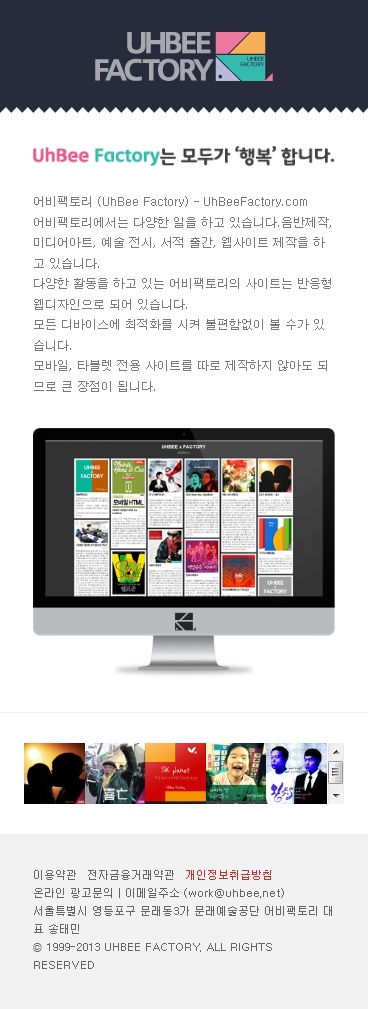 UHBEE
FACTORY
UHBEE
FACTORY
UhBee Factory는 모두가 ‘행복’ 합니다.
어비팩토리 (UhBee Factory) - UhBeeFactory.com
어비팩토리에서는 다양한 일을 하고 있습니다.음반제작,
미디어아트, 예술 전시, 서적 출간, 웹사이트 제작을 하
고 있습니다.
다양한 활동을 하고 있는 어비팩토리의 사이트는 반응형
웹디자인으로 되어 있습니다.
모든 디바이스에 최적화를 시켜 불편함없이 볼 수가 있
습니다.
모바일, 타블렛 전용 사이트를 따로 제작하지 않아도 되
므로 큰 장점이 됩니다.
UHBEE x FACTORY
UHBEE
x FACTORY
모바일 HTML
UHBEE
x FACTORY
SK planet
이용약관 전자금융거래약관 개인정보취급방침
온라인 광고문의 | 이메일주소 (work@uhbee.net)
서울특별시 영등포구 문래동3가 문래예술공단 어비팩토리 대
표 송태민
© 1999-2013 UHBEE FACTORY, ALL RIGHTS
RESERVED